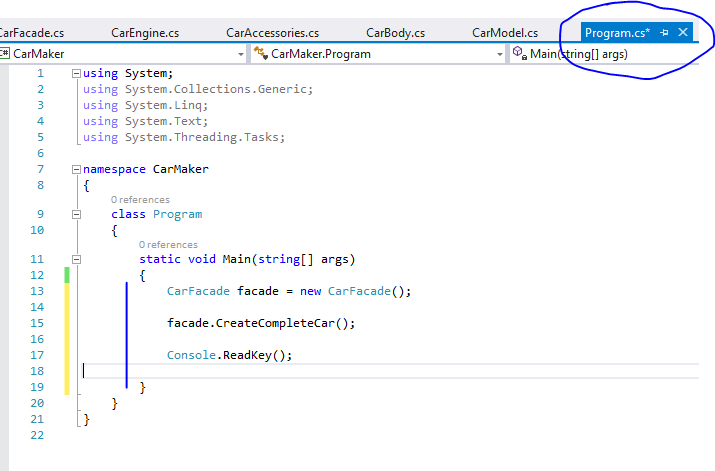 CarFacade.cs CarEngine.cs CarAccessories.cs CarBody.cs CarModel.cs Program.cs*
C# CarMaker CarMaker.Program Main(string[] args)
1 using System;
2 using System.Collections.Generic;
3 using System.Linq;
4 using System.Text;
5 using System.Threading.Tasks;
6
7 namespace CarMaker
8 {
0 references
9 class Program
10 {
0 references
11 static void Main(string[] args)
12 {
13 CarFacade facade = new CarFacade();
14
15 facade.CreateCompleteCar();
16
17 Console.ReadKey();
18
19 }
20 }
21 }
22